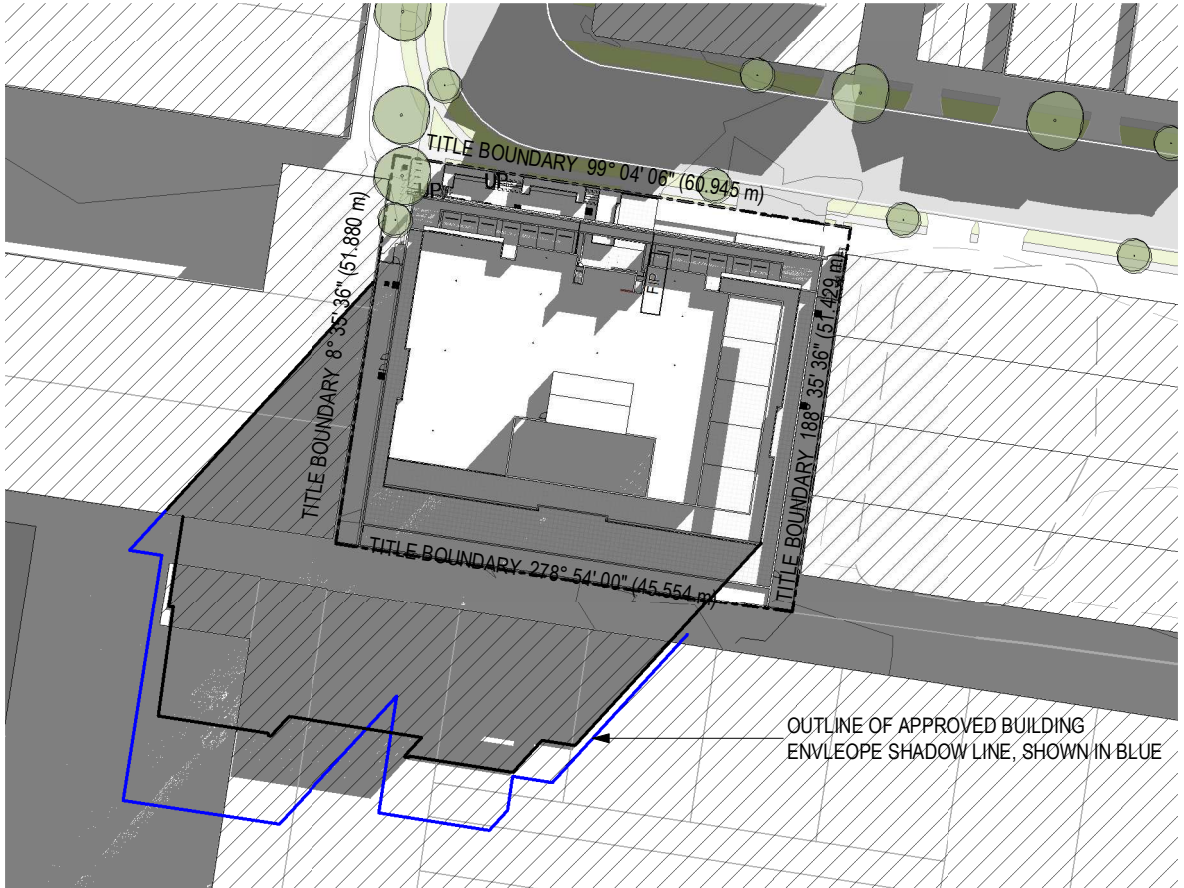 TITLE BOUNDARY 99° 04' 06" (60.945 m)
UP
UP
TITLE BOUNDARY 8° 35' 36" (51.880 m)
TITLE BOUNDARY 188° 35' 36" (51.429 m)
TITLE BOUNDARY 278° 54' 00" (45.554 m)
OUTLINE OF APPROVED BUILDING
ENVLEOPE SHADOW LINE, SHOWN IN BLUE